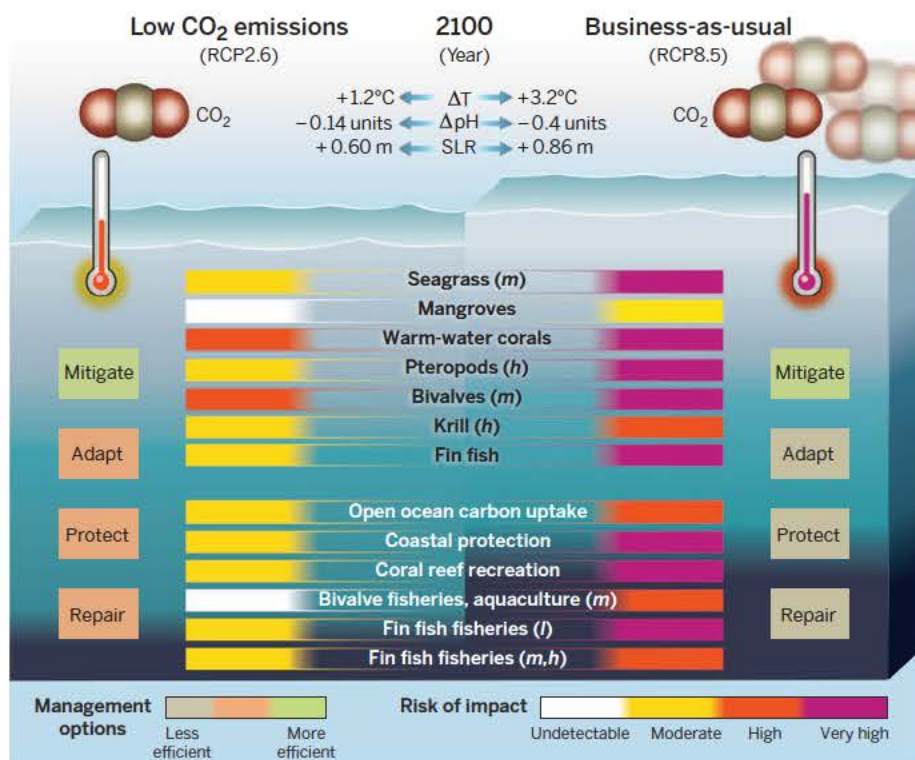 Low CO₂ emissions 2100 Business-as-usual
(RCP2.6) (Year) (RCP8.5)
+1.2°C ΔT +3.2°C
CO₂ −0.14 units ΔpH −0.4 units CO₂
+0.60 m SLR +0.86 m
Seagrass (m)
Mangroves
Warm-water corals
Mitigate Pteropods (h) Mitigate
Bivalves (m)
Krill (h)
Adapt Fin fish Adapt
Open ocean carbon uptake
Protect Coastal protection Protect
Coral reef recreation
Repair Bivalve fisheries, aquaculture (m) Repair
Fin fish fisheries (l)
Fin fish fisheries (m,h)
Management options Less efficient More efficient
Risk of impact Undetectable Moderate High Very high